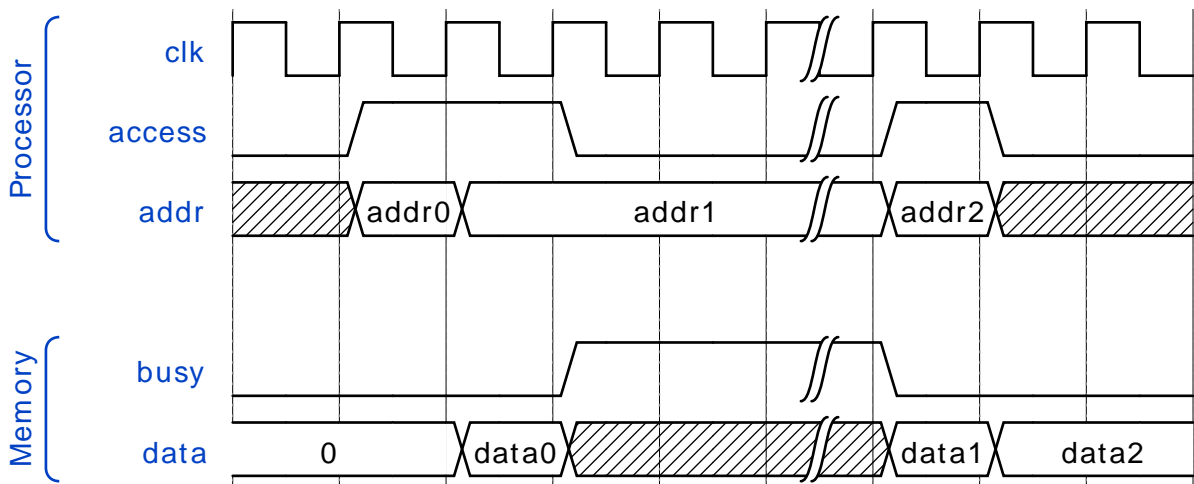 Processor
clk
access
addr
addr0
addr1
addr2
Memory
busy
data
0
data0
data1
data2